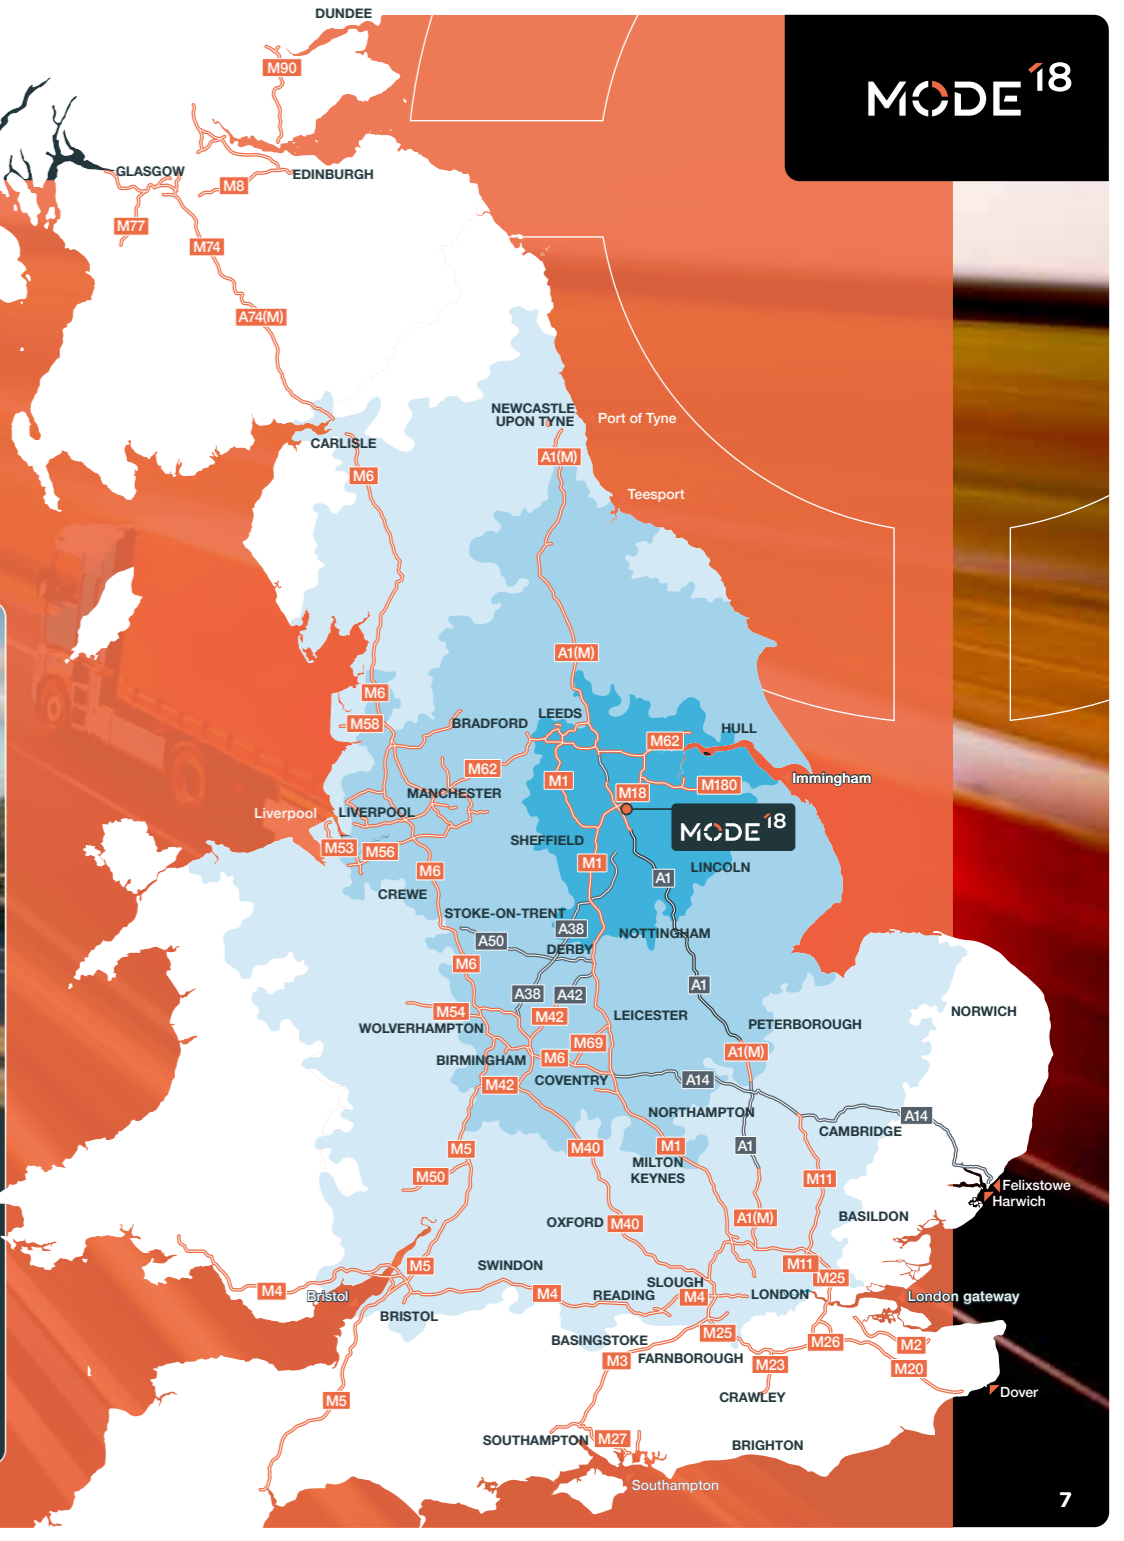 DUNDEE
MODE 18
M90
GLASGOW
EDINBURGH
M8
M77
M74
A74(M)
NEWCASTLE
UPON TYNE
Port of Tyne
CARLISLE
A1(M)
M6
Teesport
A1(M)
M6
LEEDS
BRADFORD
M58
HULL
M62
M62
M1
M180
Immingham
M18
MANCHESTER
Liverpool
LIVERPOOL
MODE 18
SHEFFIELD
M53
M56
M1
LINCOLN
M6
A1
CREWE
STOKE-ON-TRENT
A38
NOTTINGHAM
A50
DERBY
M6
A1
A38
A42
M54
M42
LEICESTER
NORWICH
WOLVERHAMPTON
PETERBOROUGH
M69
A1(M)
BIRMINGHAM
M6
COVENTRY
A14
M42
NORTHAMPTON
A14
CAMBRIDGE
M5
M40
M1
A1
MILTON
KEYNES
M50
M11
Felixstowe
Harwich
A1(M)
BASILDON
OXFORD
M40
M5
SWINDON
M11
M25
M4
Bristol
M4
SLOUGH
READING
M4
LONDON
London gateway
BRISTOL
M25
BASINGSTOKE
M26
M2
M3
FARNBOROUGH
M23
M20
CRAWLEY
Dover
M5
SOUTHAMPTON
M27
BRIGHTON
Southampton
7